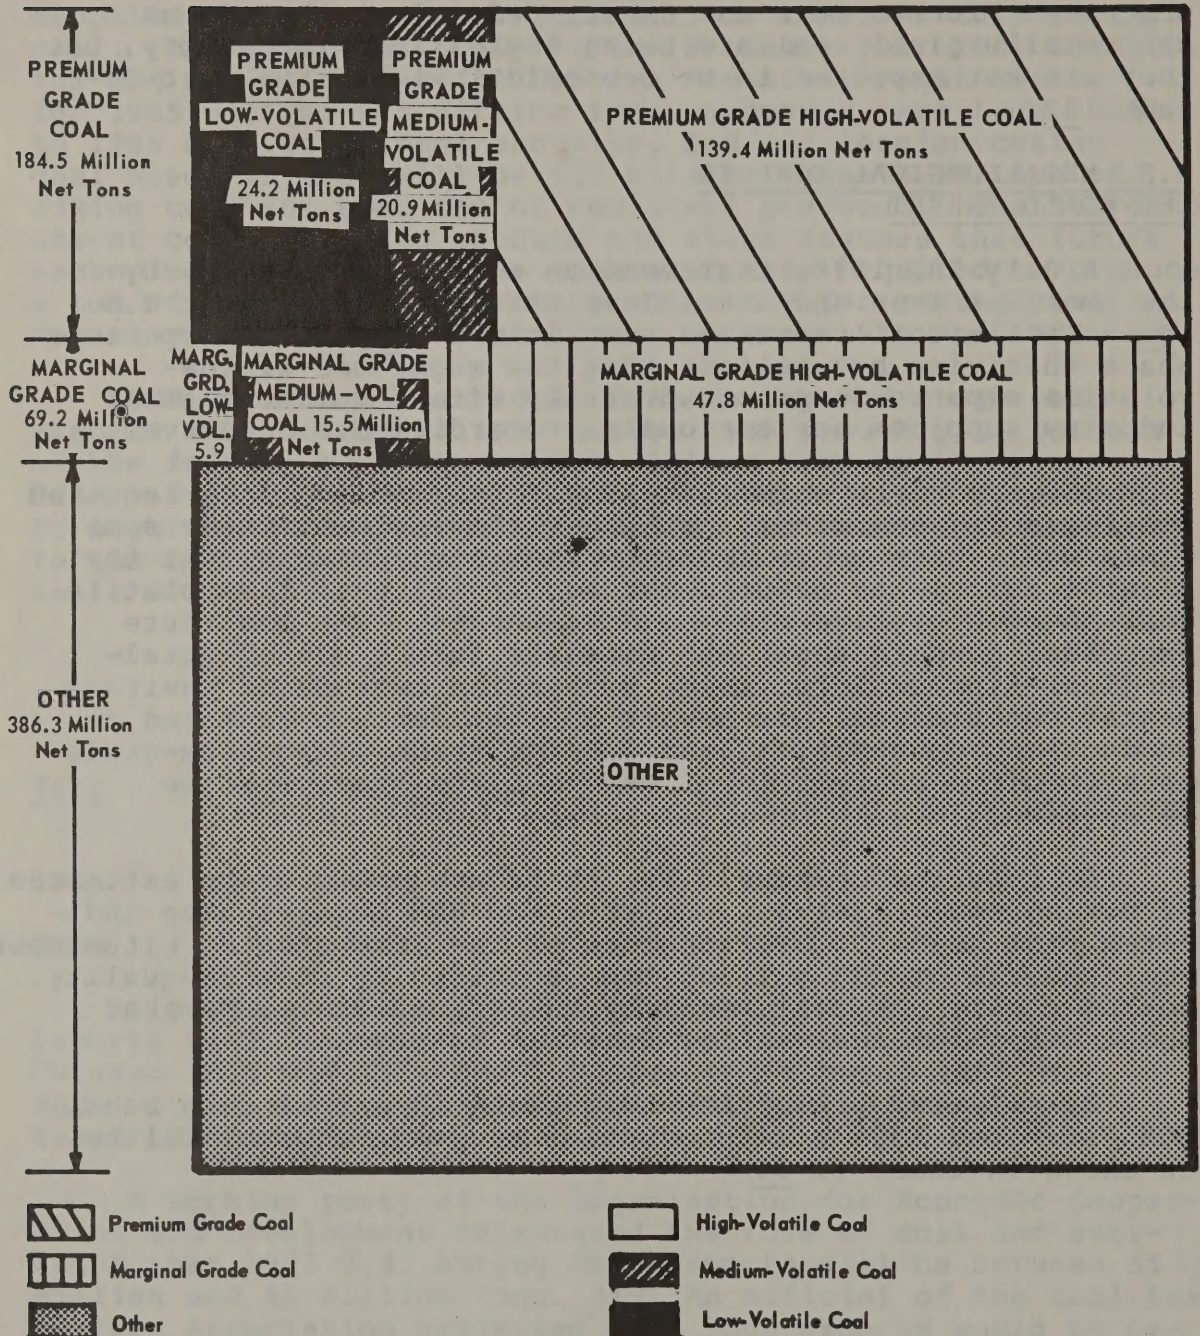 PREMIUM
GRADE
COAL
184.5 Million
Net Tons
PREMIUM
GRADE
LOW-VOLATILE
COAL
24.2 Million
Net Tons
PREMIUM
GRADE
MEDIUM-
VOLATILE
COAL
20.9 Million
Net Tons
PREMIUM GRADE HIGH-VOLATILE COAL
139.4 Million Net Tons
MARGINAL
GRADE COAL
69.2 Million
Net Tons
MARG.
GRD.
LOW-
VOL.
5.9
MARGINAL GRADE
MEDIUM-VOL
COAL 15.5 Million
Net Tons
MARGINAL GRADE HIGH-VOLATILE COAL
47.8 Million Net Tons
OTHER
386.3 Million
Net Tons
OTHER
Premium Grade Coal
Marginal Grade Coal
Other
High-Volatile Coal
Medium-Volatile Coal
Low-Volatile Coal